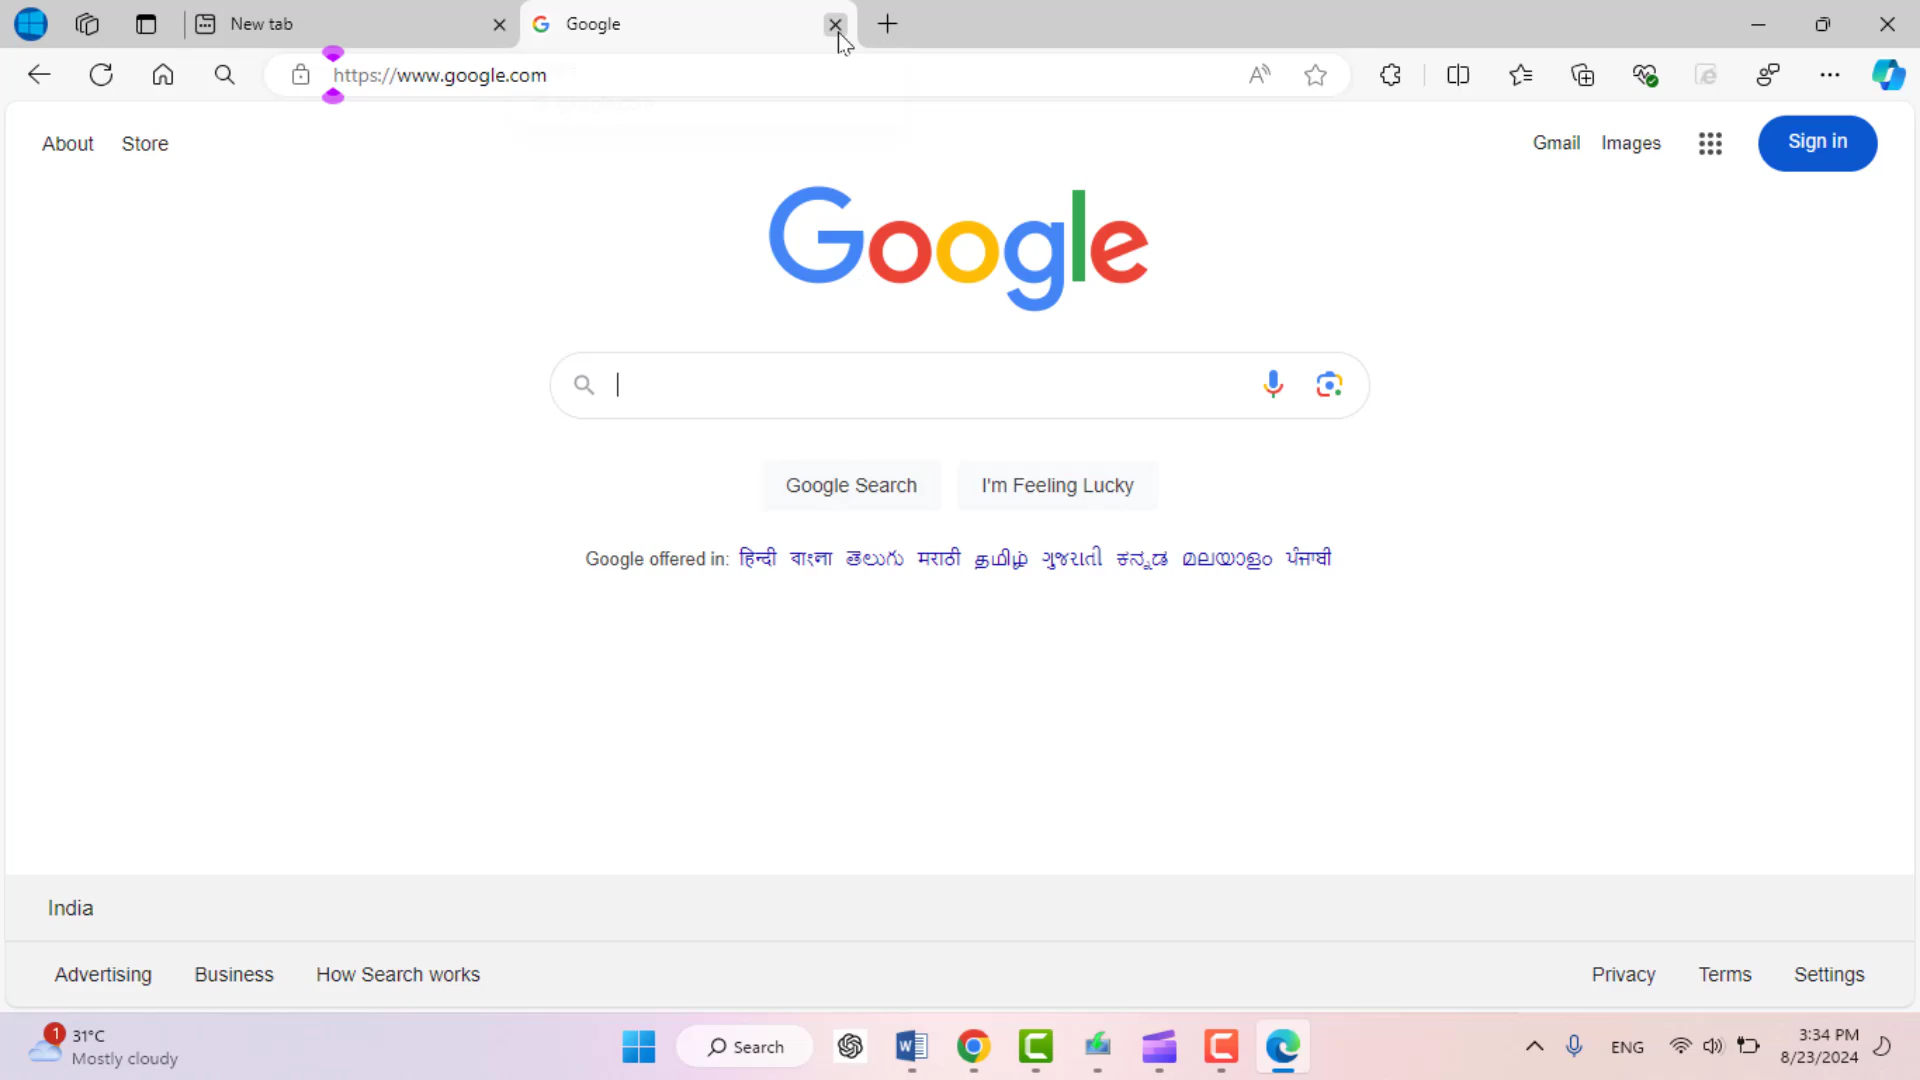 New tab
Google
https://www.google.com
About Store
Gmail Images
Sign in
Google
Google Search
I'm Feeling Lucky
Google offered in: हिन्दी বাংলা తెలుగు मराठी தமிழ் ગુજરાતી ಕನ್ನಡ മലയാളം ਪੰਜਾਬੀ
India
Advertising Business How Search works
Privacy Terms Settings
1
31°C
Mostly cloudy
Search
ENG
3:34 PM
8/23/2024